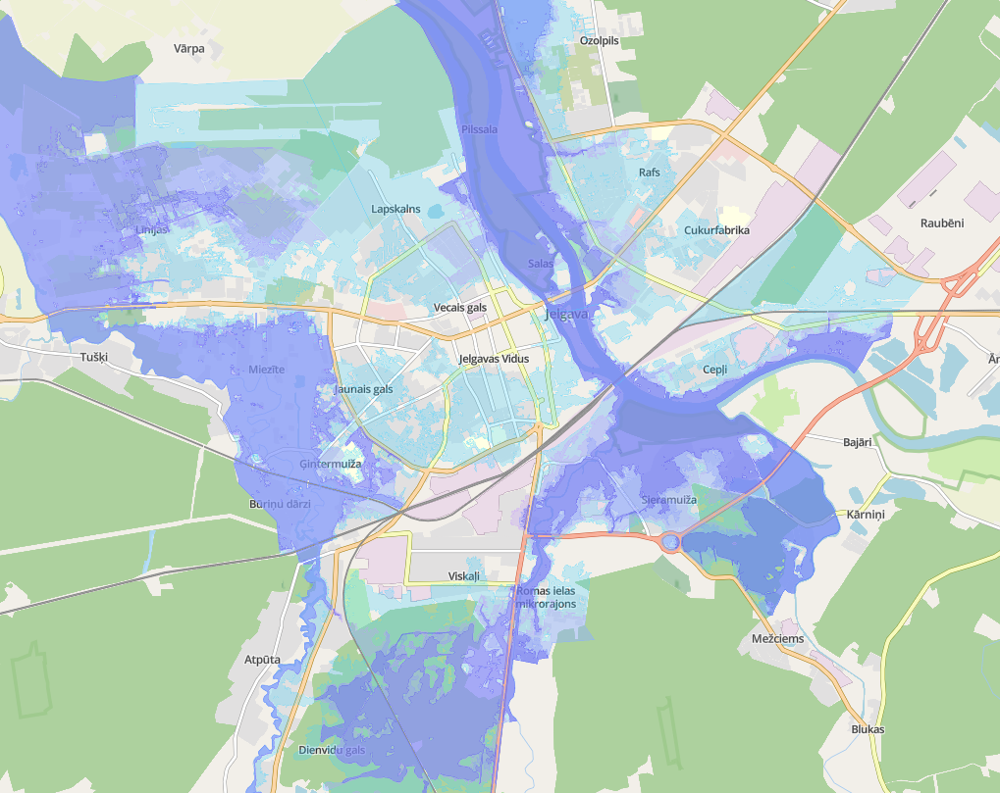 Vārpa
Ozolpils
Pilssala
Rafs
Lapskalns
Līnijas
Cukurfabrika
Raubēni
Salas
Vecais gals
Jelgava
Tušķi
Jelgavas Vidus
Miezīte
Cepļi
Jaunais gals
Bajāri
Ģintermuiža
Buriņu dārzi
Sieramuiža
Kārniņi
Viskaļi
Romas ielas
mikrorajons
Mežciems
Atpūta
Blukas
Dienvidu gals